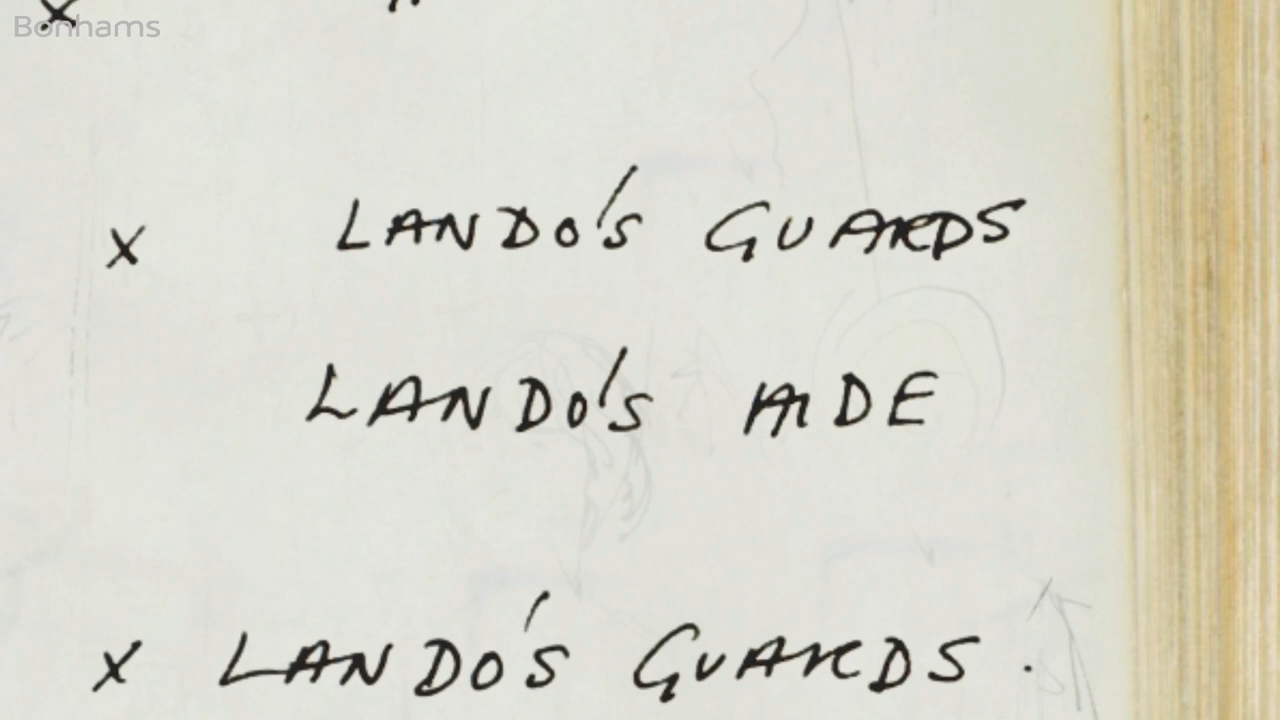 Bonhams
x
x LANDO'S GUARDS
LANDO'S AIDE
x LANDO'S GUARDS.